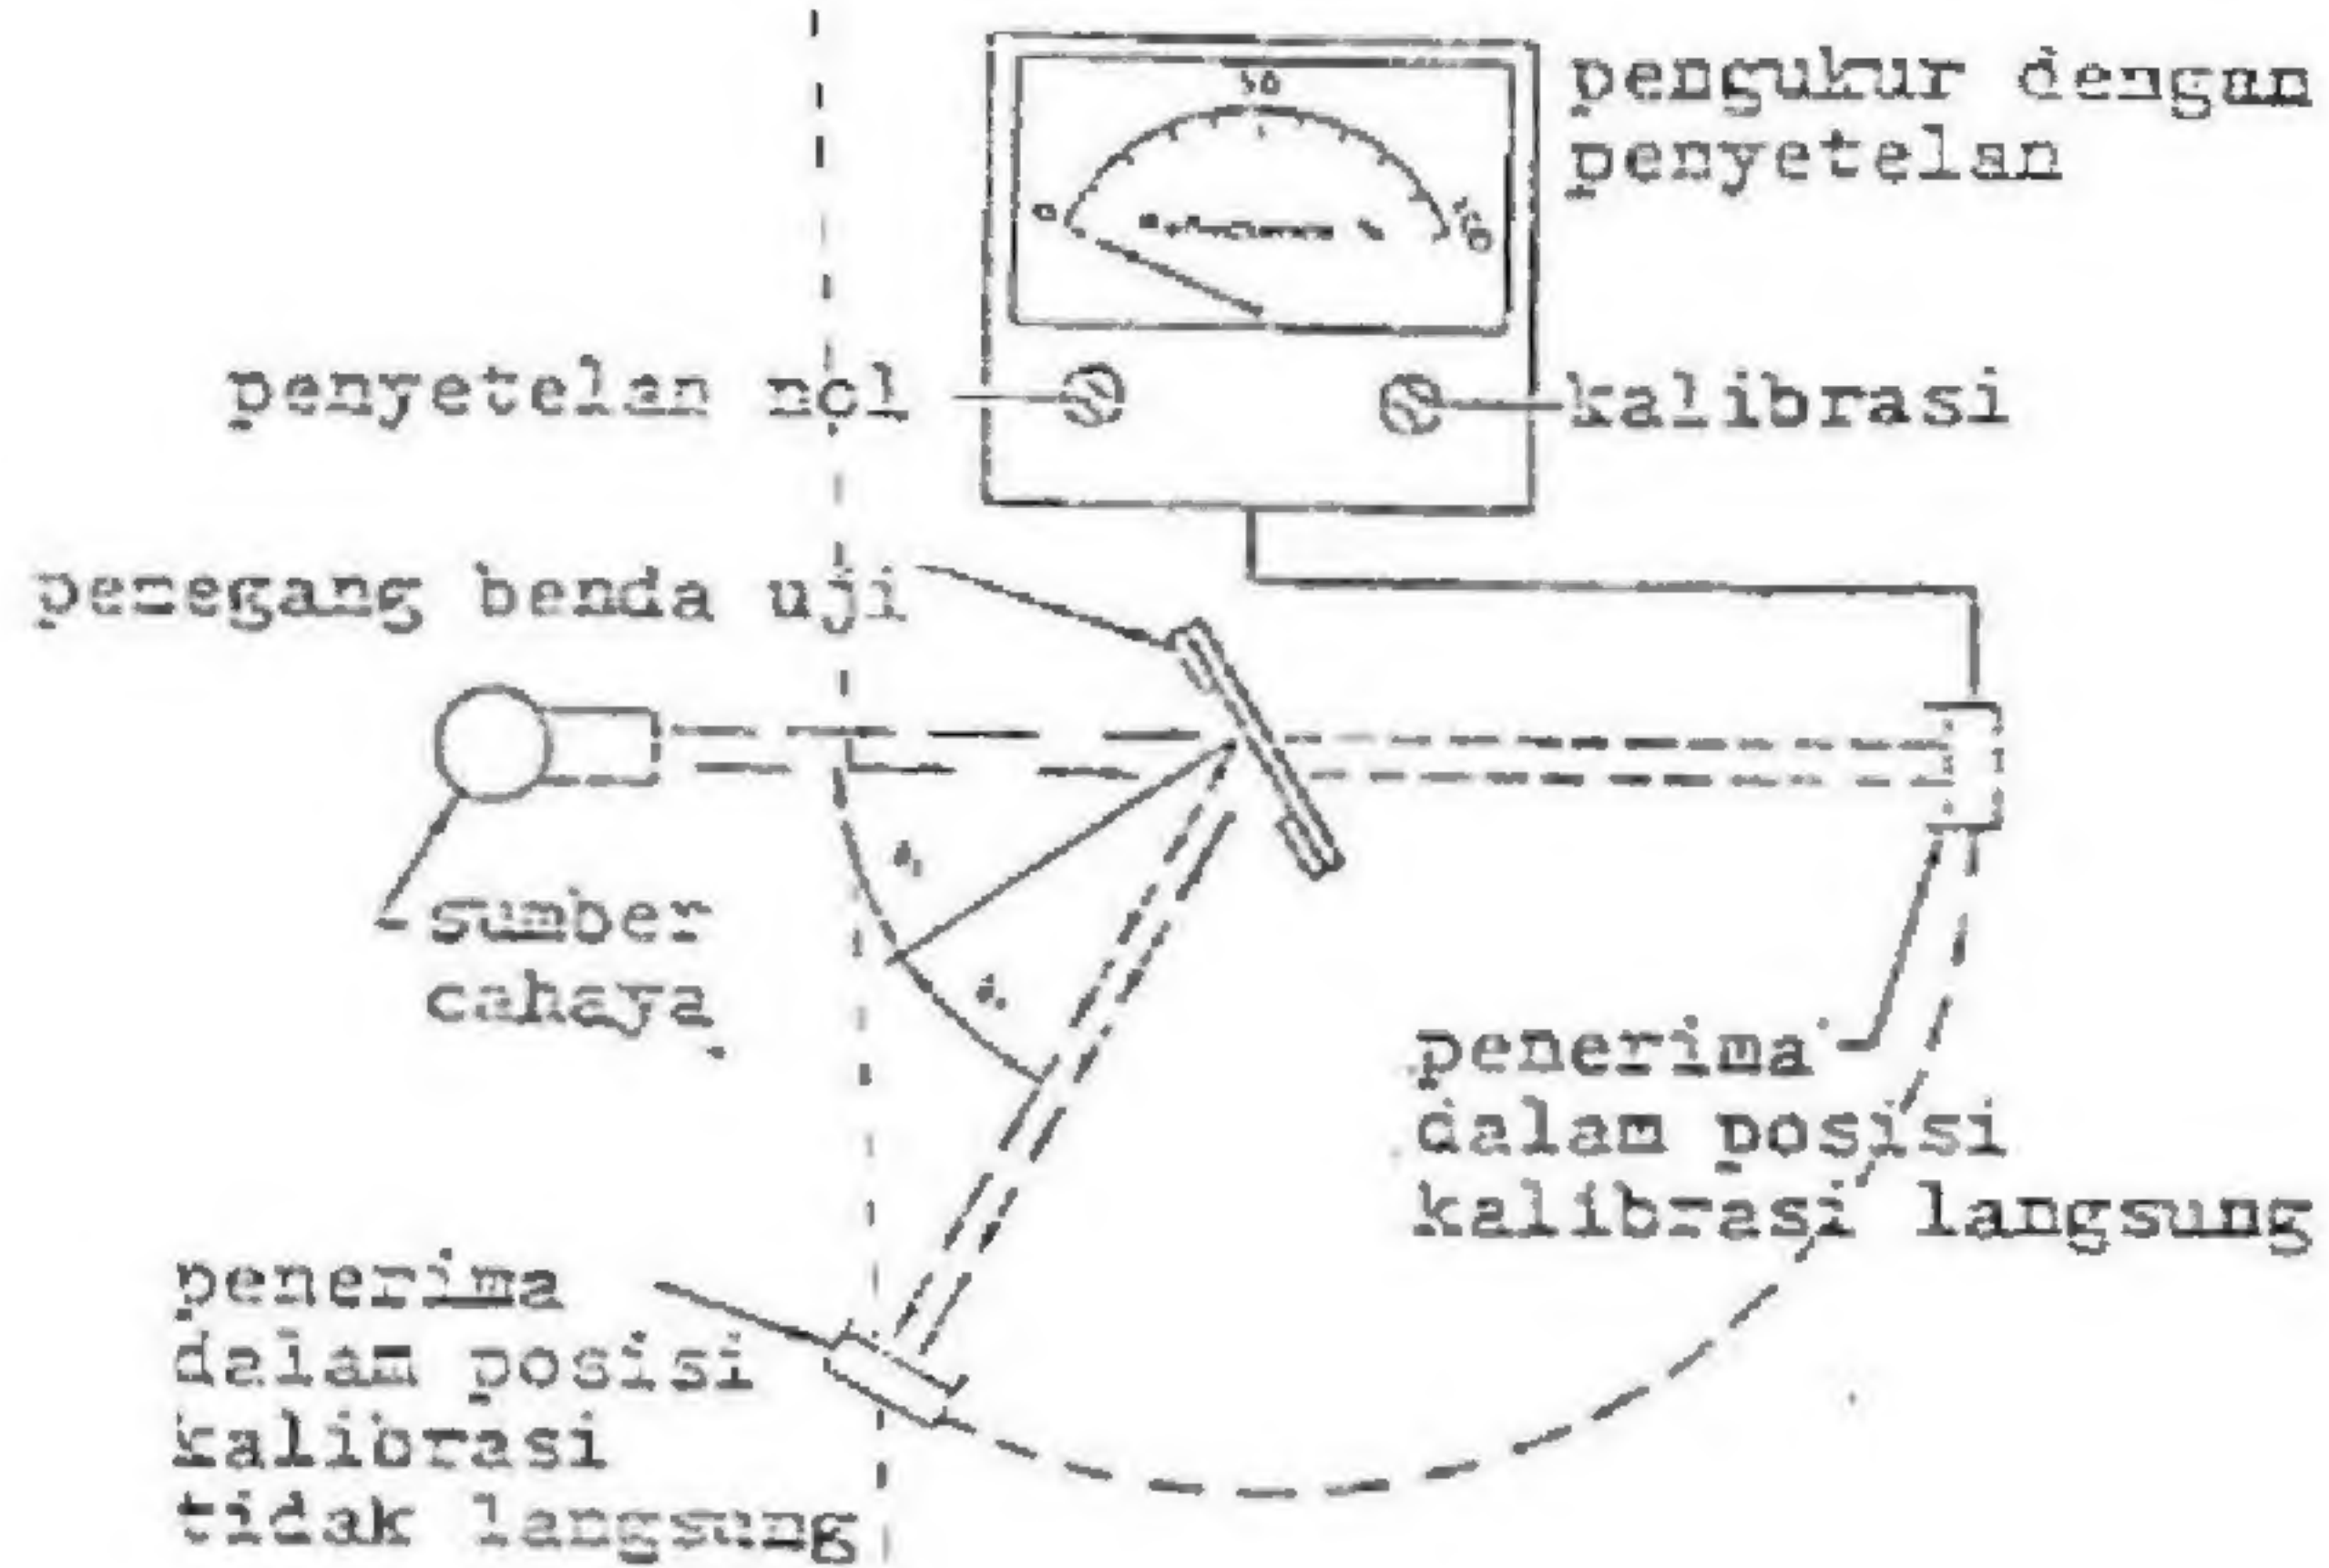 pengukur dengan
penyetelan
50
0
100
Reflectance %
penyetelan nol
kalibrasi
pemegang benda uji
sumber
cahaya
penerima
dalam posisi
kalibrasi langsung
penerima
dalam posisi
kalibrasi
tidak langsung